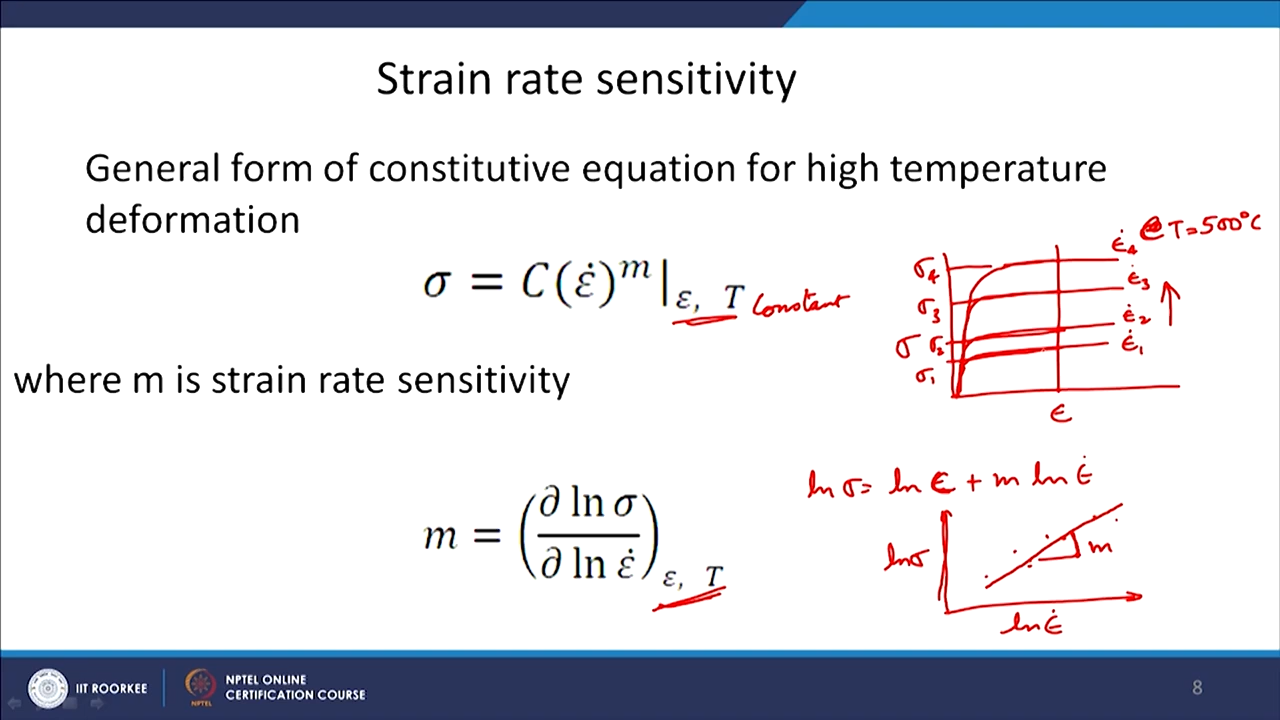 Strain rate sensitivity
General form of constitutive equation for high temperature
deformation
σ = C(ε̇)^m|ε, T Constant
where m is strain rate sensitivity
m = (∂ ln σ / ∂ ln ε̇)ε, T
ε̇4 @ T=500°C
σ4
ε̇3
σ3
ε̇2
σ σ2
ε̇1
σ1
ε
ln σ = ln C + m ln ε̇
lnσ
m
ln ε̇
IIT ROORKEE
NPTEL ONLINE
CERTIFICATION COURSE
NPTEL
8